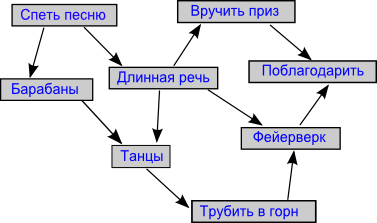 Вручить приз
Спеть песню
Поблагодарить
Длинная речь
Барабаны
Фейерверк
Танцы
Трубить в горн